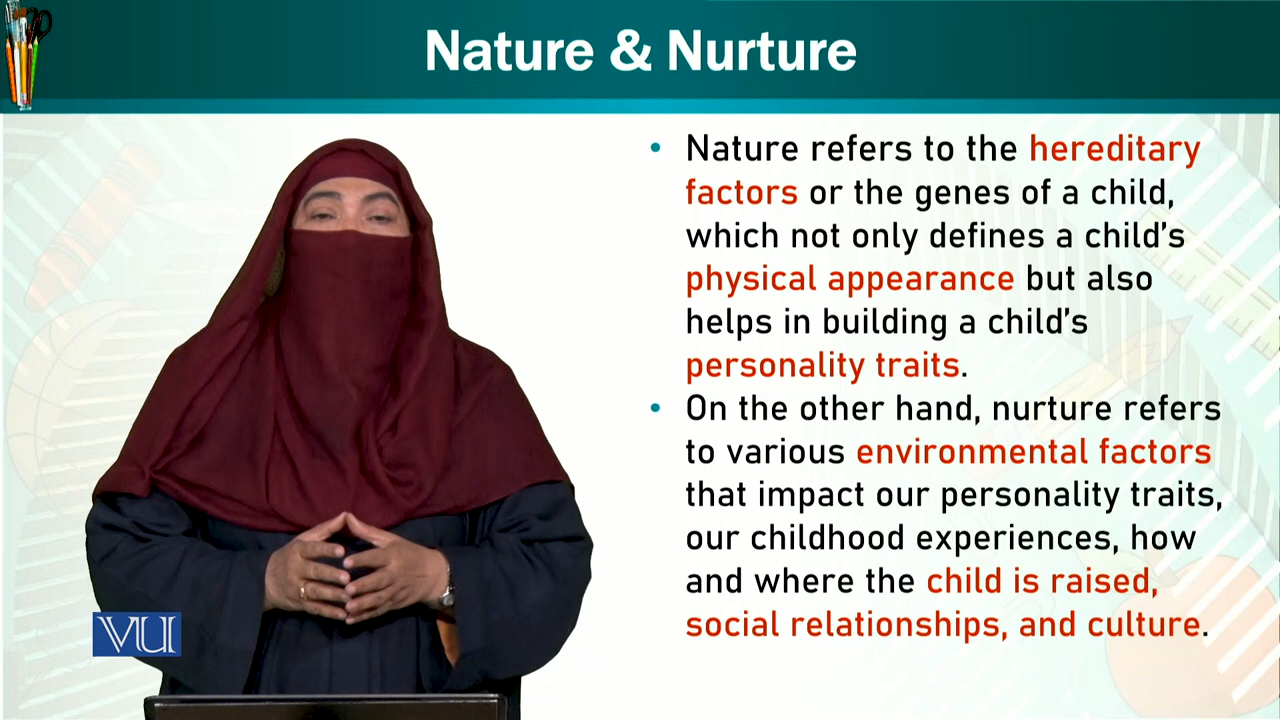 Nature & Nurture
• Nature refers to the hereditary
factors or the genes of a child,
which not only defines a child's
physical appearance but also
helps in building a child's
personality traits.
• On the other hand, nurture refers
to various environmental factors
that impact our personality traits,
our childhood experiences, how
and where the child is raised,
social relationships, and culture.
VU